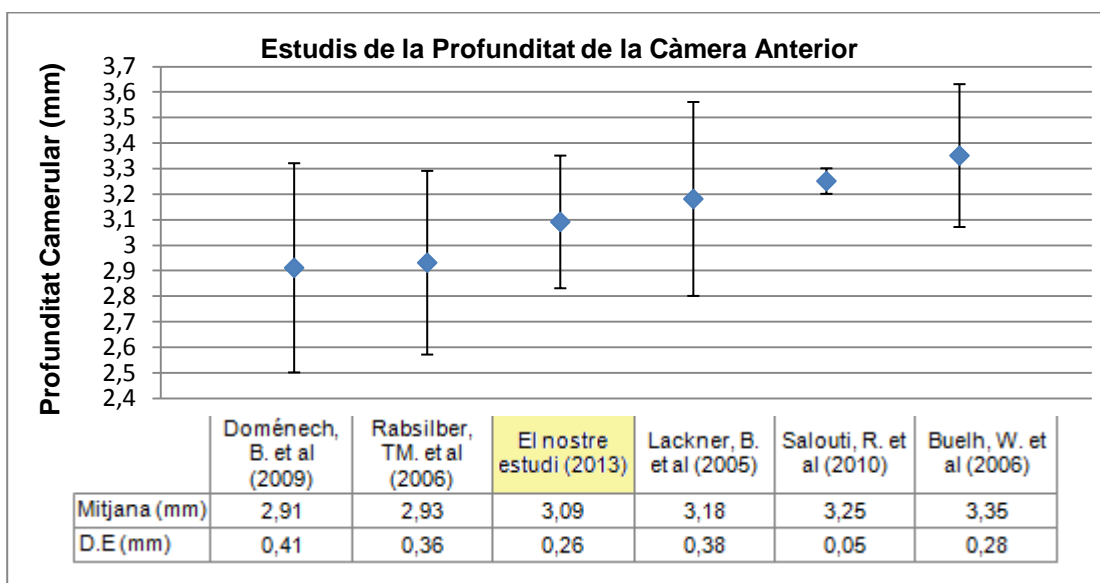 Estudis de la Profunditat de la Càmera Anterior
Profunditat Camerular (mm)
3,7
3,6
3,5
3,4
3,3
3,2
3,1
3
2,9
2,8
2,7
2,6
2,5
2,4
Doménech, B. et al (2009) Rabsilber, TM. et al (2006) El nostre estudi (2013) Lackner, B. et al (2005) Salouti, R. et al (2010) Buelh, W. et al (2006)
Mitjana (mm) 2,91 2,93 3,09 3,18 3,25 3,35
D.E (mm) 0,41 0,36 0,26 0,38 0,05 0,28